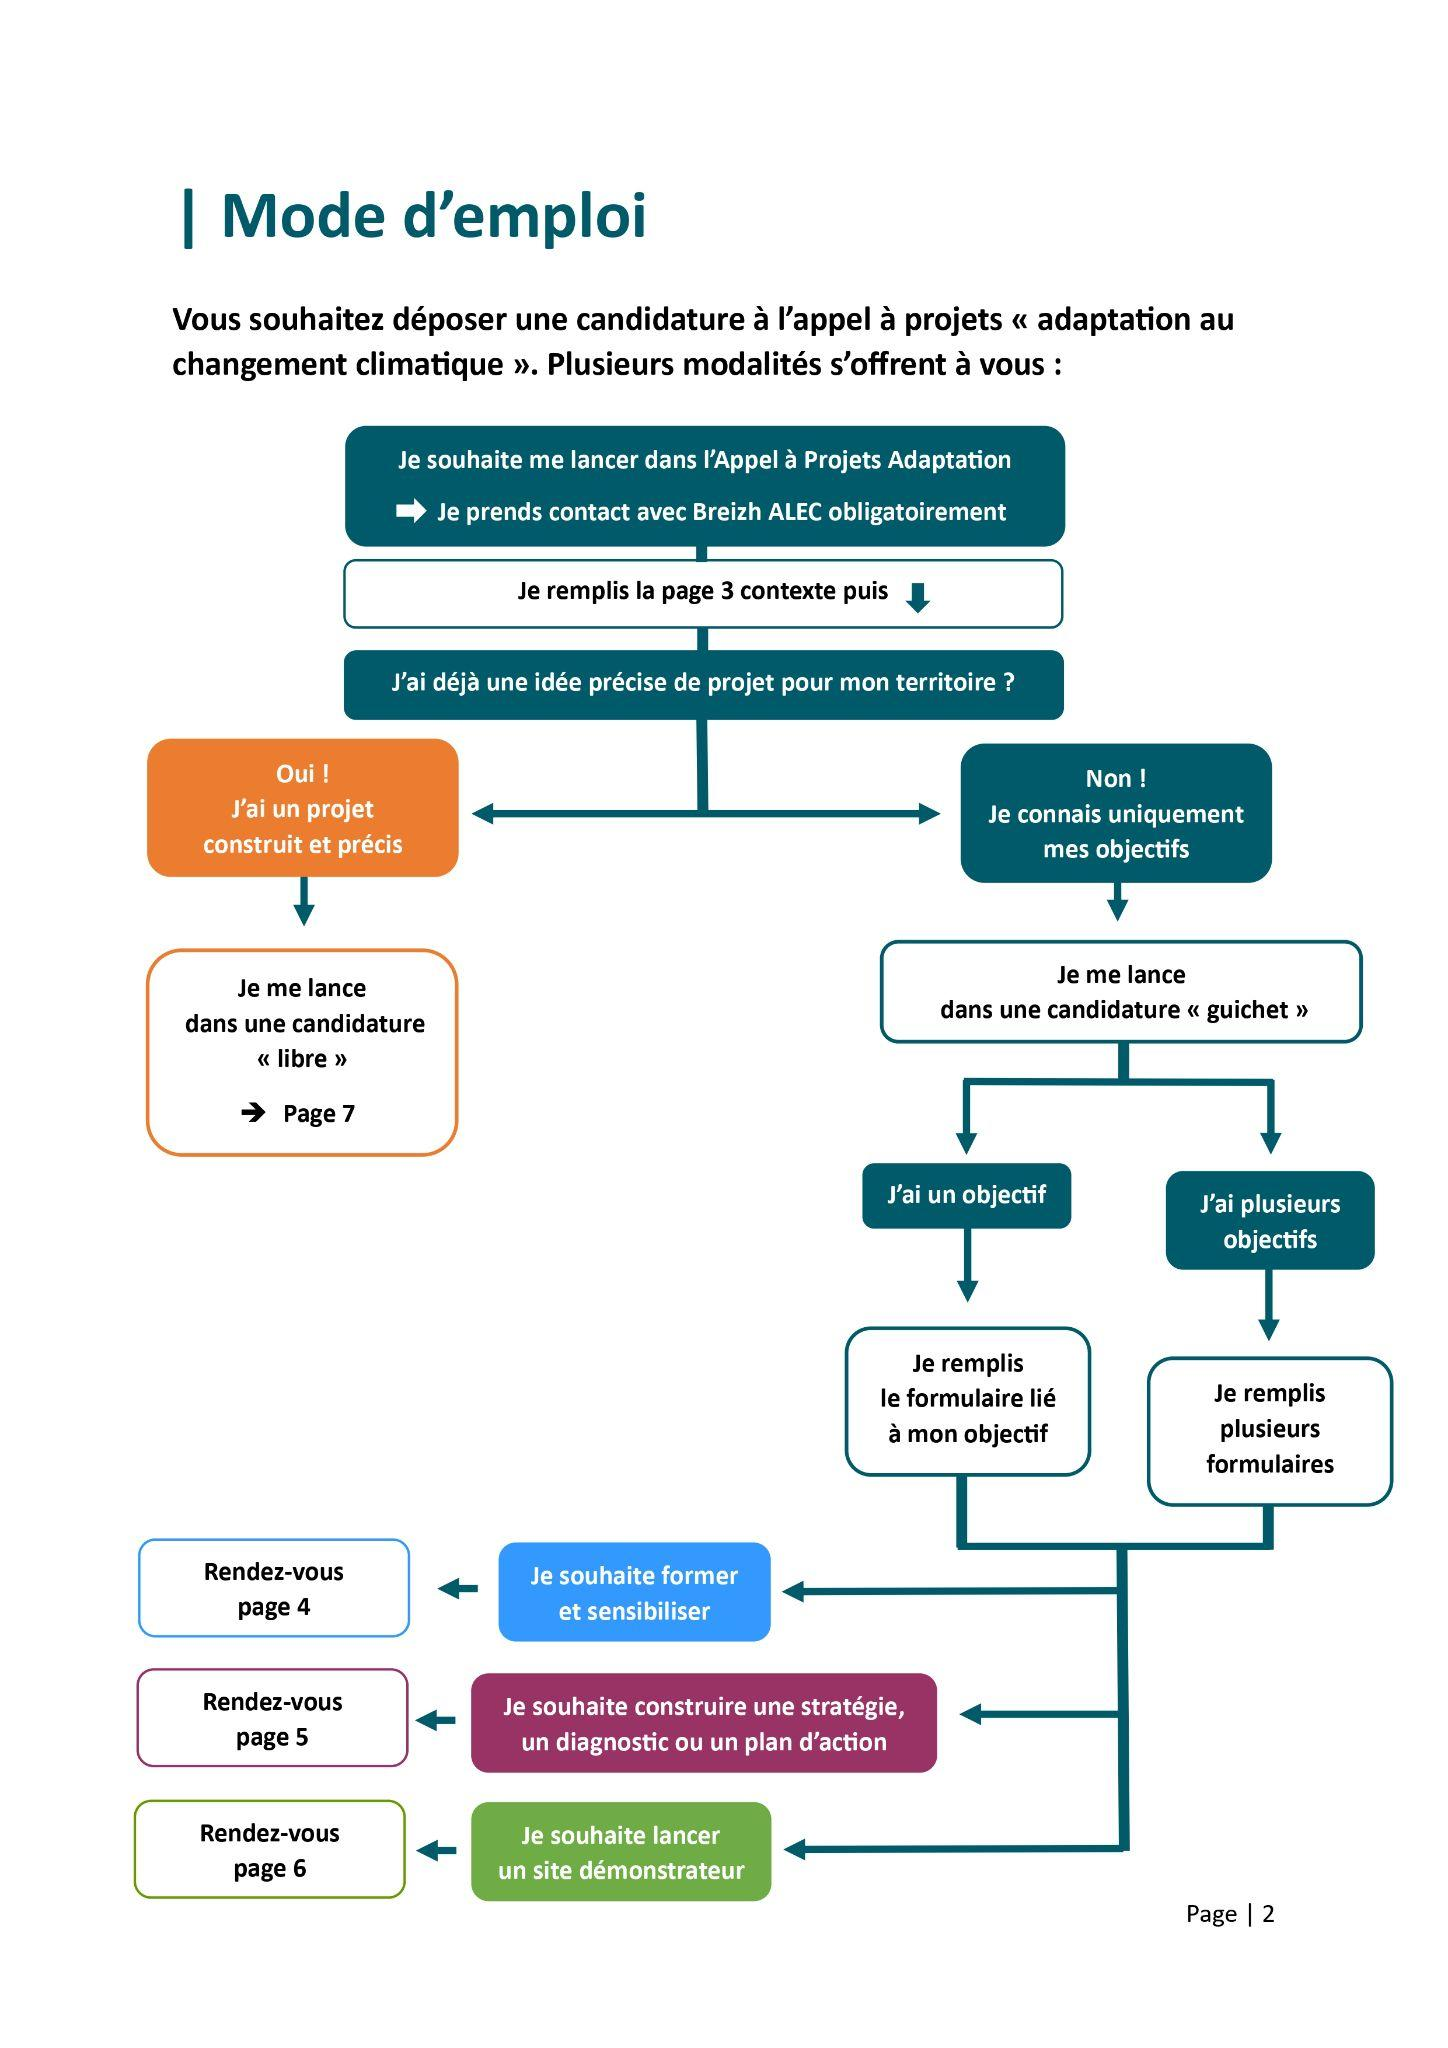 | Mode d’emploi
Vous souhaitez déposer une candidature à l’appel à projets « adaptation au
changement climatique ». Plusieurs modalités s’offrent à vous :
Je souhaite me lancer dans l’Appel à Projets Adaptation
Je prends contact avec Breizh ALEC obligatoirement
Je remplis la page 3 contexte puis
J’ai déjà une idée précise de projet pour mon territoire ?
Oui !
J’ai un projet
construit et précis
Non !
Je connais uniquement
mes objectifs
Je me lance
dans une candidature
« libre »
➔ Page 7
Je me lance
dans une candidature « guichet »
J’ai un objectif
J’ai plusieurs
objectifs
Je remplis
le formulaire lié
à mon objectif
Je remplis
plusieurs
formulaires
Rendez-vous
page 4
Je souhaite former
et sensibiliser
Rendez-vous
page 5
Je souhaite construire une stratégie,
un diagnostic ou un plan d’action
Rendez-vous
page 6
Je souhaite lancer
un site démonstrateur
Page | 2